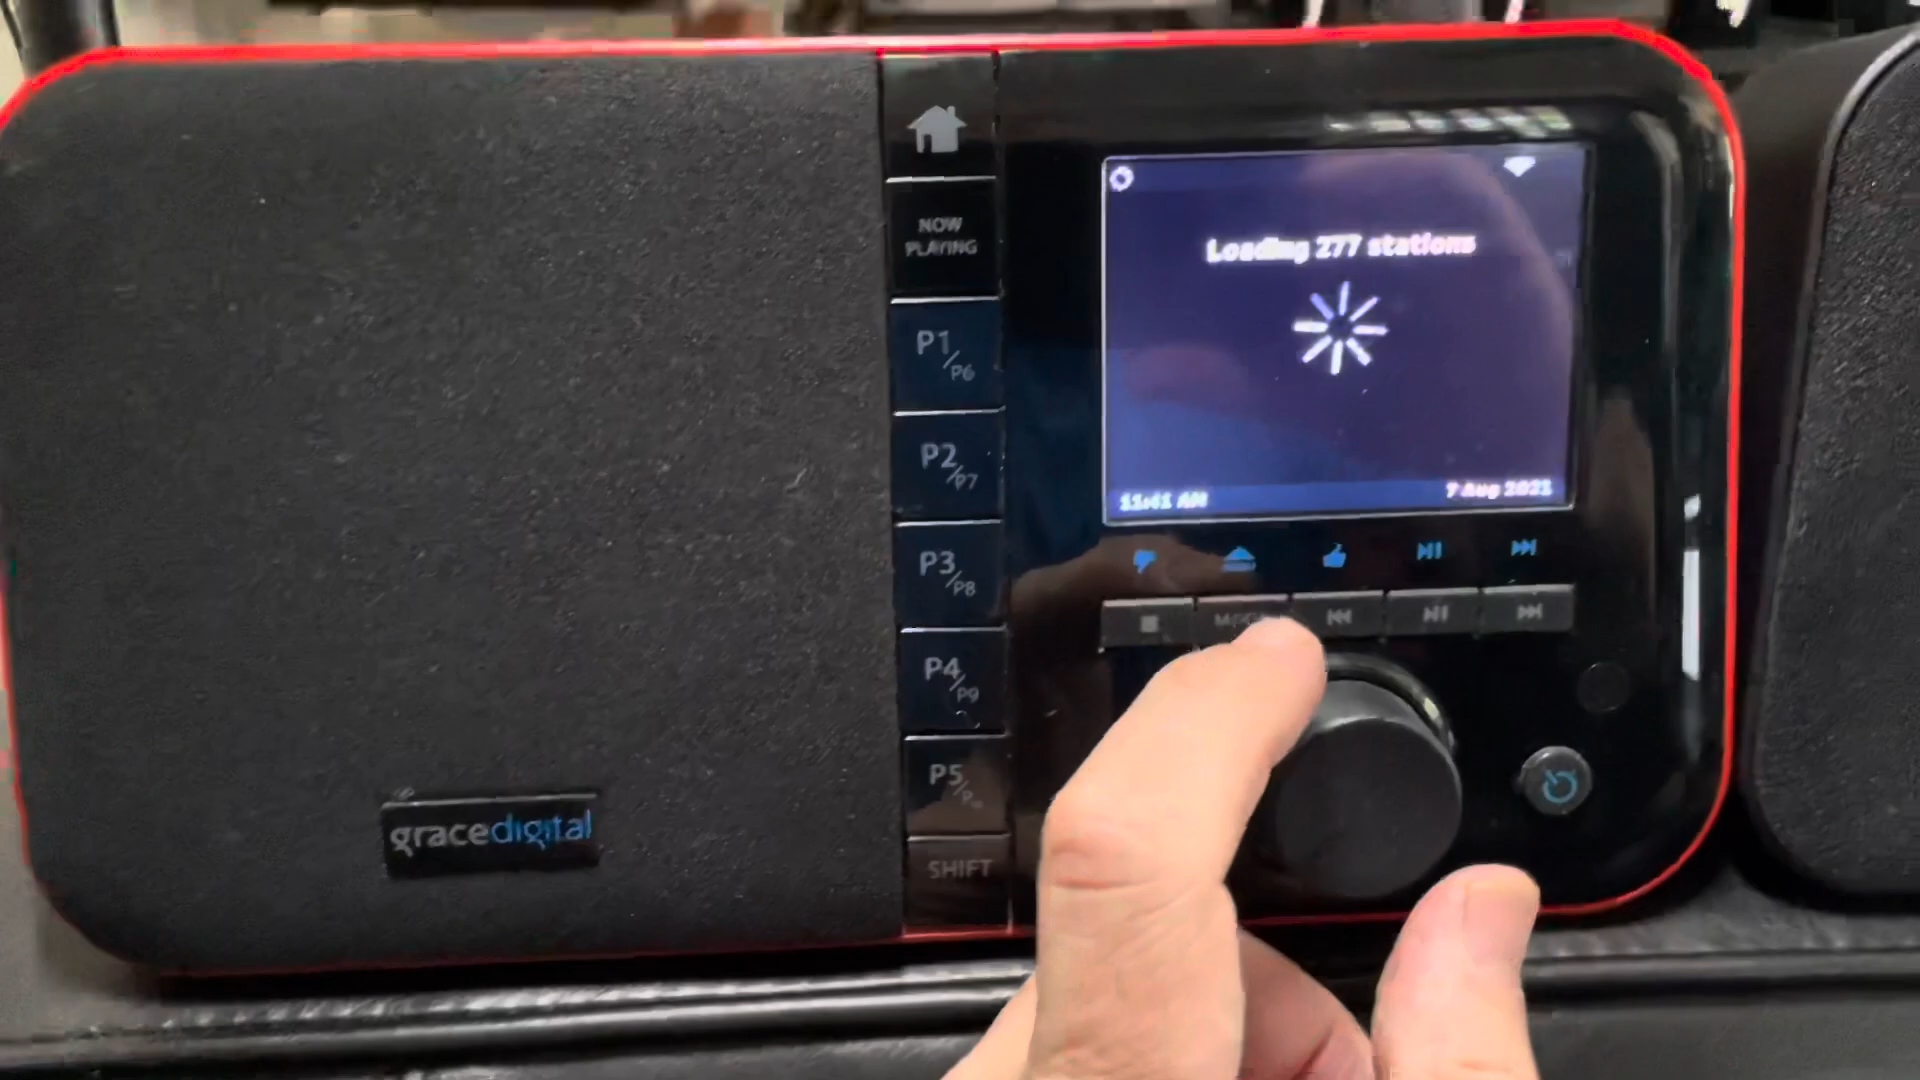 NOW
PLAYING
P1/P6
P2/P7
P3/P8
P4/P9
P5
SHIFT
gracedigital
Loading 277 stations
11:41 AM
7 Aug 2021